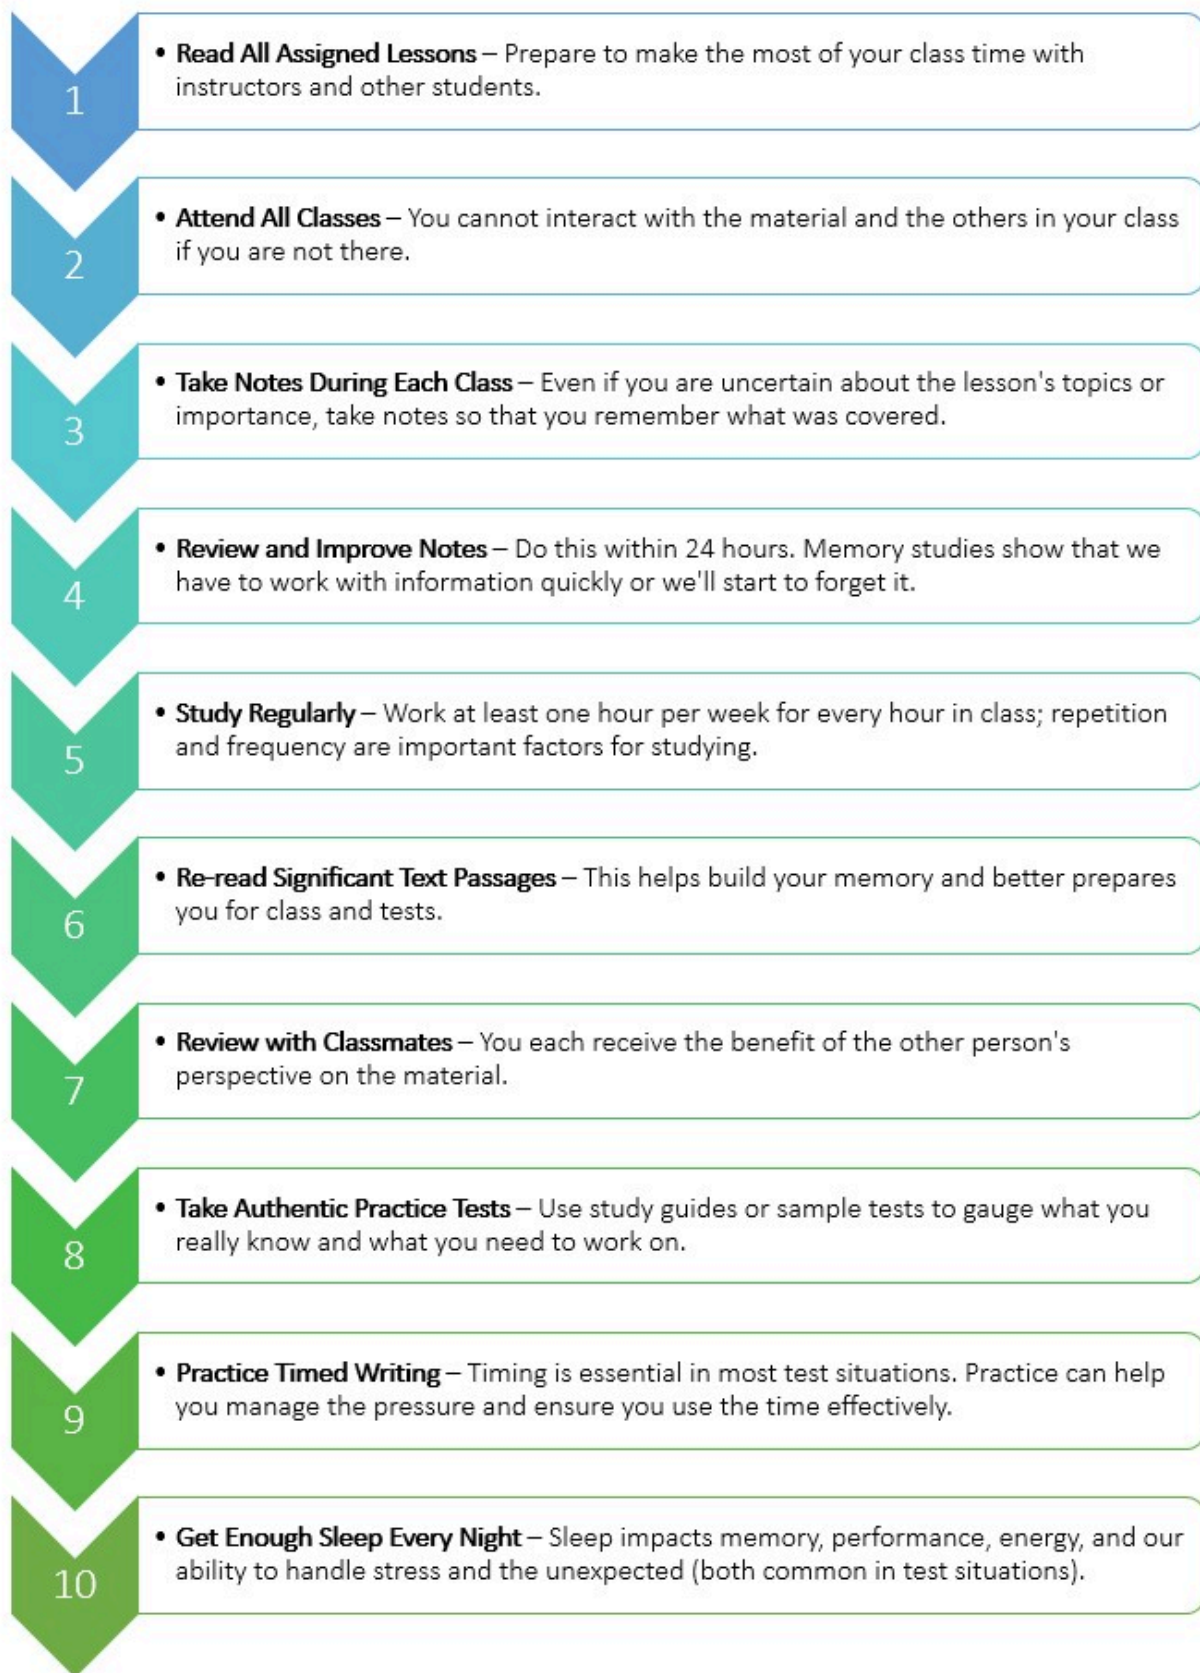 1
• Read All Assigned Lessons – Prepare to make the most of your class time with
instructors and other students.
2
• Attend All Classes – You cannot interact with the material and the others in your class
if you are not there.
3
• Take Notes During Each Class – Even if you are uncertain about the lesson's topics or
importance, take notes so that you remember what was covered.
4
• Review and Improve Notes – Do this within 24 hours. Memory studies show that we
have to work with information quickly or we'll start to forget it.
5
• Study Regularly – Work at least one hour per week for every hour in class; repetition
and frequency are important factors for studying.
6
• Re-read Significant Text Passages – This helps build your memory and better prepares
you for class and tests.
7
• Review with Classmates – You each receive the benefit of the other person's
perspective on the material.
8
• Take Authentic Practice Tests – Use study guides or sample tests to gauge what you
really know and what you need to work on.
9
• Practice Timed Writing – Timing is essential in most test situations. Practice can help
you manage the pressure and ensure you use the time effectively.
10
• Get Enough Sleep Every Night – Sleep impacts memory, performance, energy, and our
ability to handle stress and the unexpected (both common in test situations).